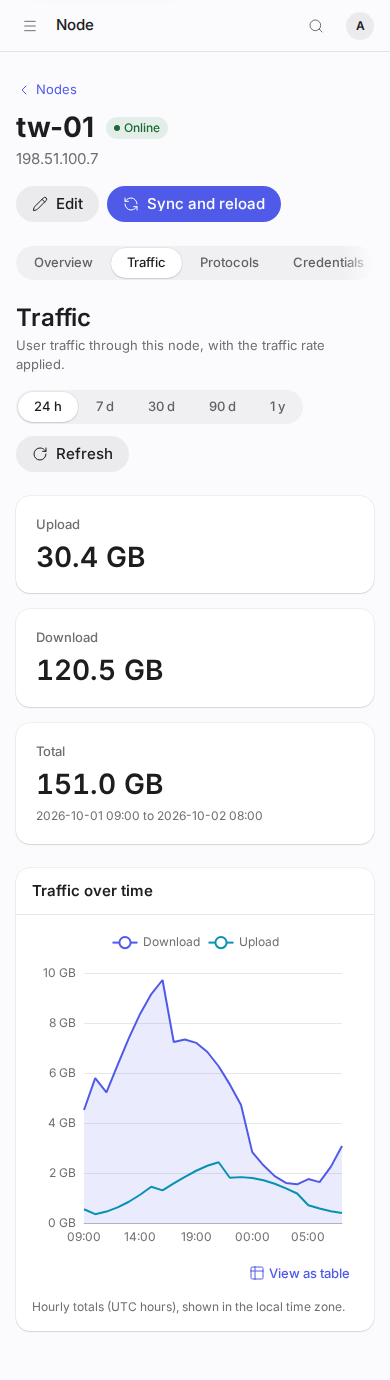 Node
A
Nodes
tw-01
Online
198.51.100.7
Edit
Sync and reload
Overview
Traffic
Protocols
Credentials
Traffic
User traffic through this node, with the traffic rate
applied.
24 h
7 d
30 d
90 d
1 y
Refresh
Upload
30.4 GB
Download
120.5 GB
Total
151.0 GB
2026-10-01 09:00 to 2026-10-02 08:00
Traffic over time
Download
Upload
10 GB
8 GB
6 GB
4 GB
2 GB
0 GB
09:00
14:00
19:00
00:00
05:00
View as table
Hourly totals (UTC hours), shown in the local time zone.